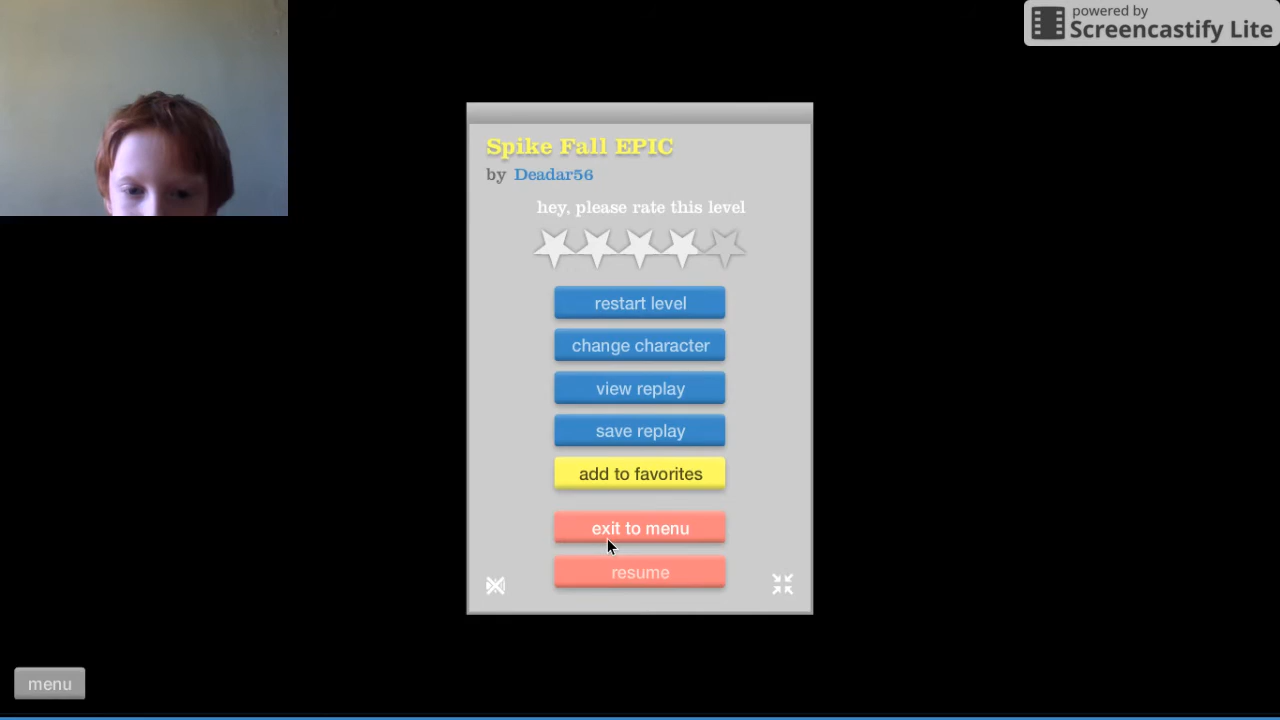 powered by
Screencastify Lite
Spike Fall EPIC
by Deadar56
hey, please rate this level
restart level
change character
view replay
save replay
add to favorites
exit to menu
resume
menu